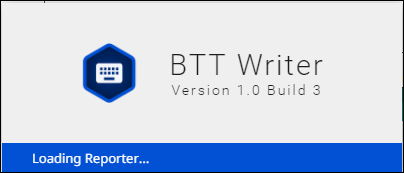 BTT Writer
Version 1.0 Build 3
Loading Reporter...